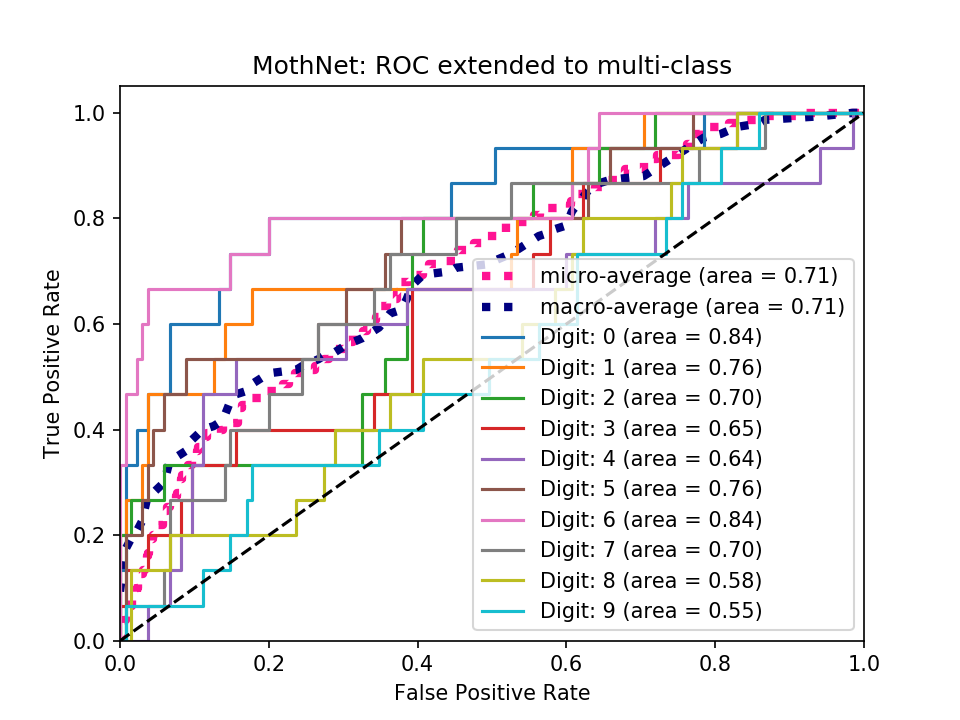 MothNet: ROC extended to multi-class
1.0
0.8
0.6
0.4
0.2
0.0
True Positive Rate
micro-average (area = 0.71)
macro-average (area = 0.71)
Digit: 0 (area = 0.84)
Digit: 1 (area = 0.76)
Digit: 2 (area = 0.70)
Digit: 3 (area = 0.65)
Digit: 4 (area = 0.64)
Digit: 5 (area = 0.76)
Digit: 6 (area = 0.84)
Digit: 7 (area = 0.70)
Digit: 8 (area = 0.58)
Digit: 9 (area = 0.55)
0.0 0.2 0.4 0.6 0.8 1.0
False Positive Rate